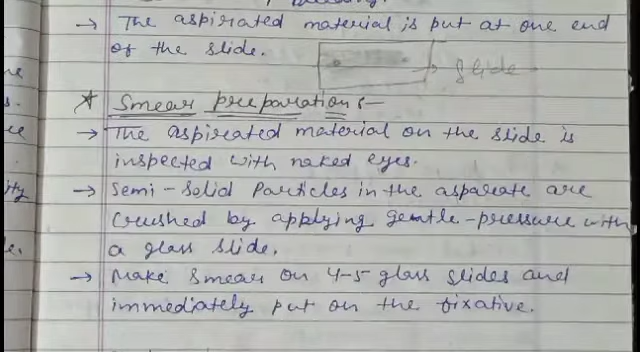 → The aspirated material is put at one end
of the slide. → Slide
* Smear preparation :-
→ The aspirated material on the slide is
inspected with naked eyes.
→ Semi-Solid Particles in the asparate are
crushed by applying gentle-pressure with
a glass slide.
→ Make smear on 4-5 glass slides and
immediately put on the fixative.